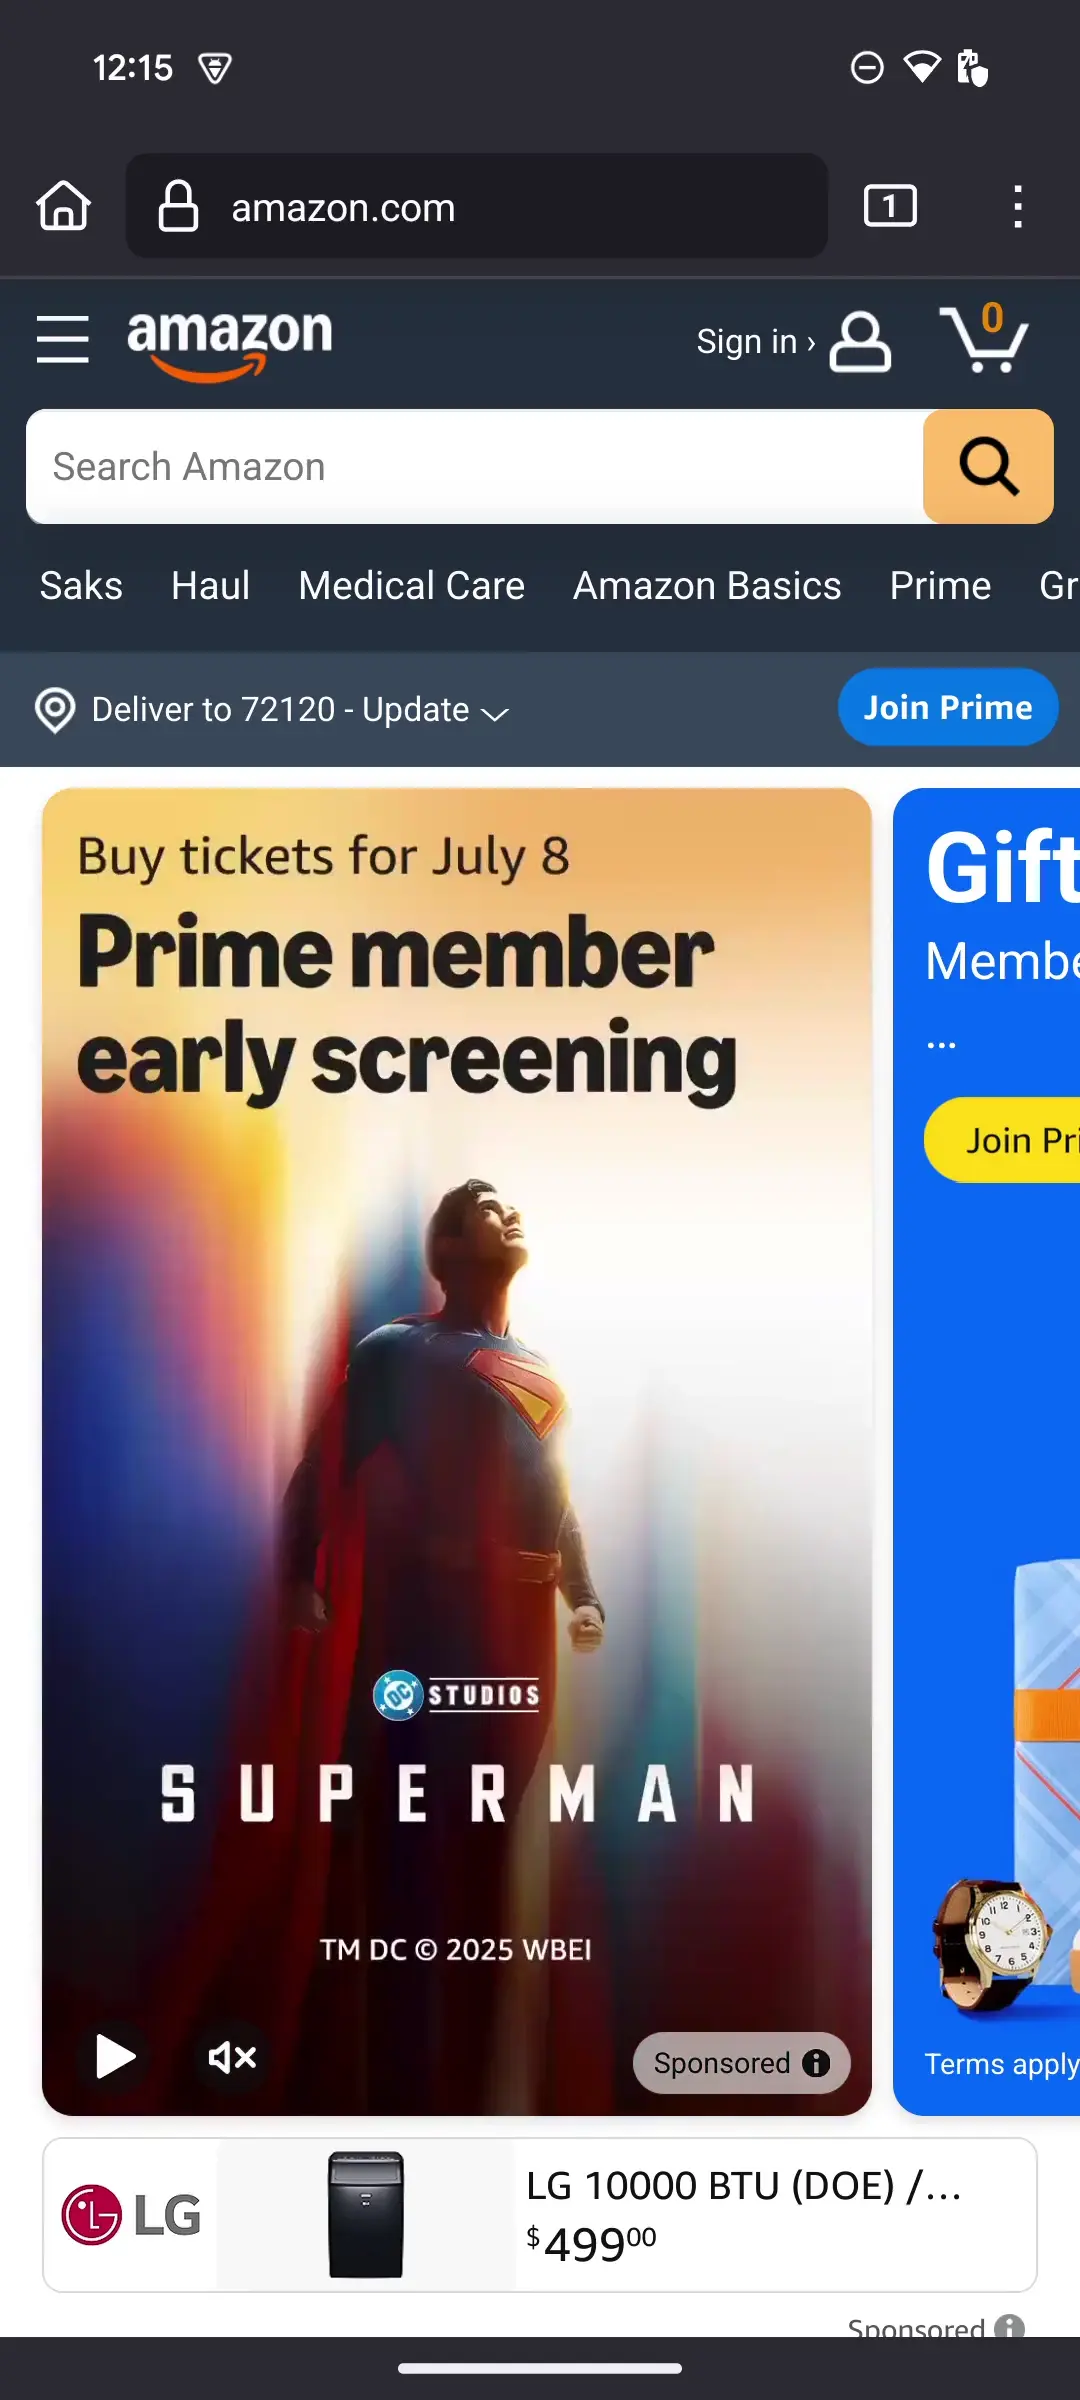 12:15
amazon.com
1
amazon
Sign in ›
0
Search Amazon
Saks Haul Medical Care Amazon Basics Prime Gr
Deliver to 72120 - Update
Join Prime
Buy tickets for July 8
Prime member
early screening
DC STUDIOS
SUPERMAN
TM DC © 2025 WBEI
Sponsored
Gift
Membe
...
Join Pri
Terms apply
LG
LG 10000 BTU (DOE) /...
$49900
Sponsored